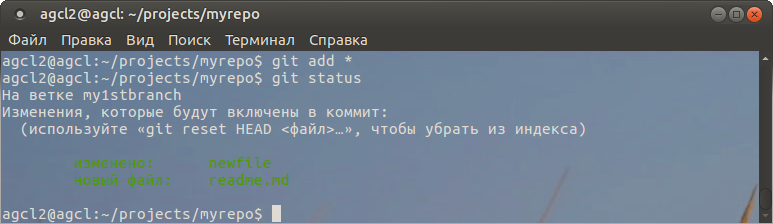 agcl2@agcl: ~/projects/myrepo
Файл Правка Вид Поиск Терминал Справка
agcl2@agcl:~/projects/myrepo$ git add *
agcl2@agcl:~/projects/myrepo$ git status
На ветке my1stbranch
Изменения, которые будут включены в коммит:
(используйте «git reset HEAD <файл>…», чтобы убрать из индекса)
изменено: newfile
новый файл: readme.md
agcl2@agcl:~/projects/myrepo$